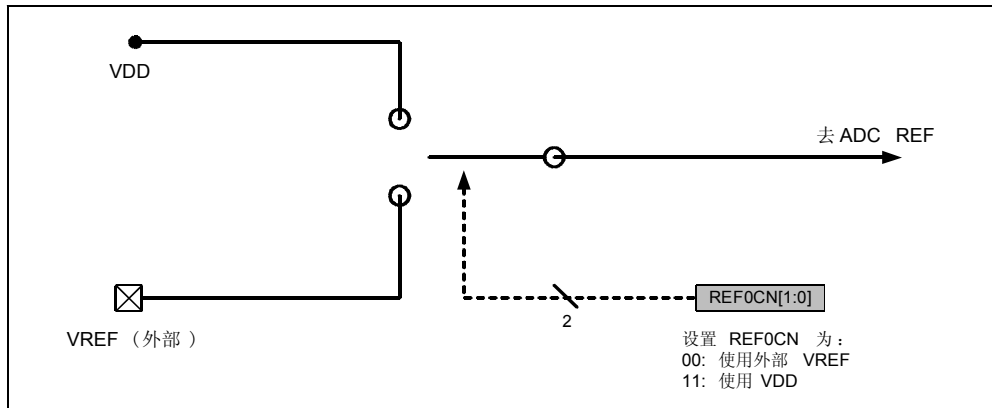 VDD
去 ADC REF
REF0CN[1:0]
2
VREF（外部）
设置 REF0CN 为：
00: 使用外部 VREF
11: 使用 VDD